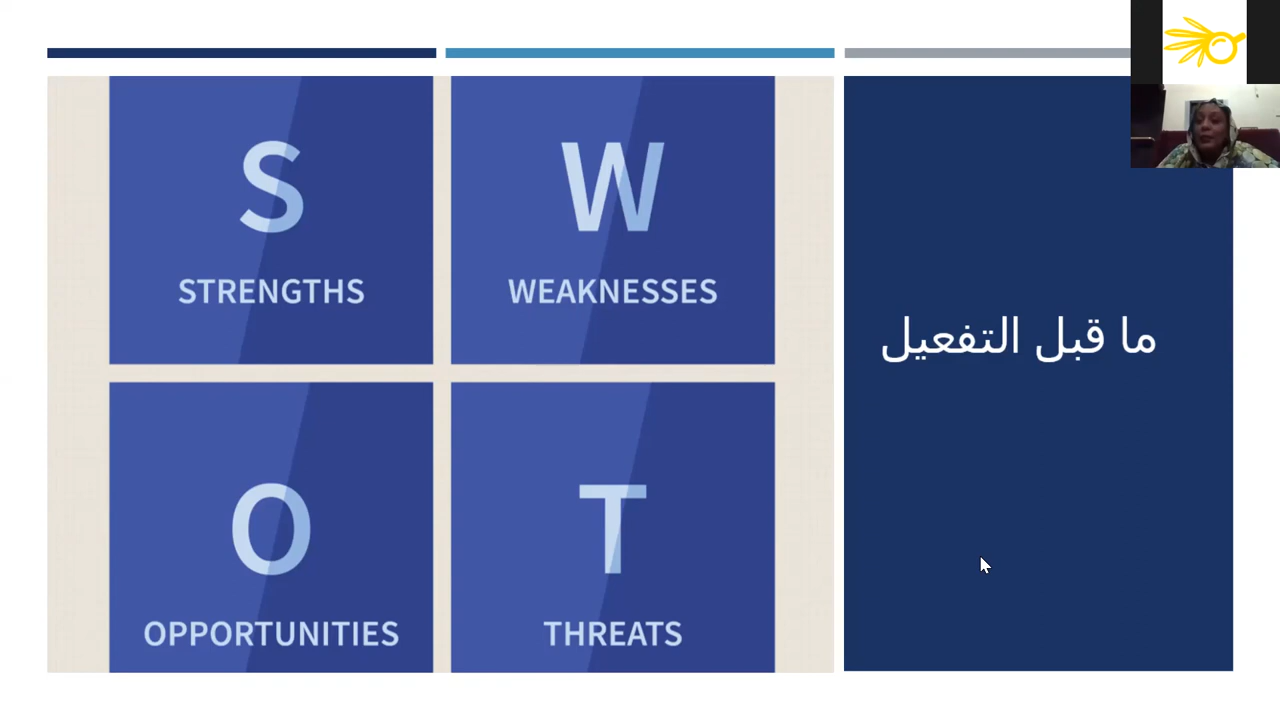 S
STRENGTHS
W
WEAKNESSES
O
OPPORTUNITIES
T
THREATS
ما قبل التفعيل